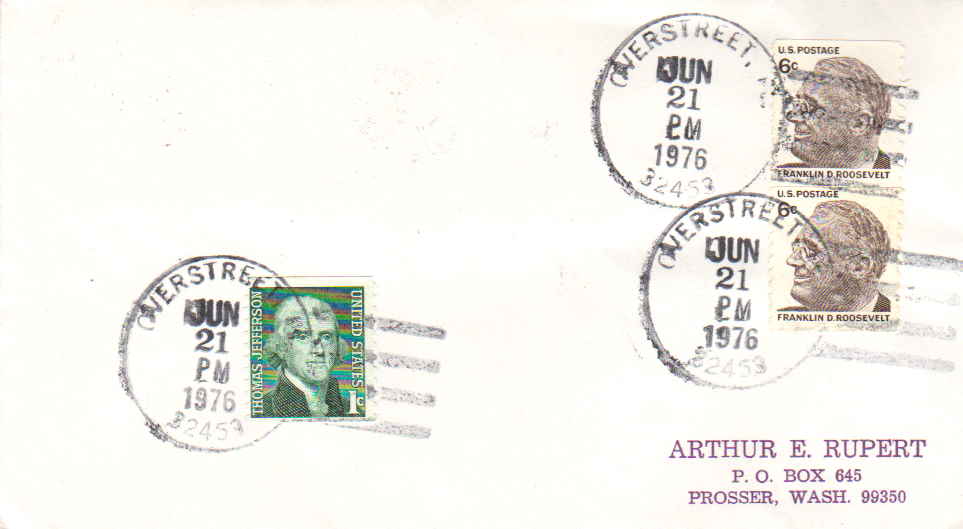 OVERSTREET,
JUN
21
PM
1976
32453
U.S. POSTAGE
6c
FRANKLIN D. ROOSEVELT
U.S. POSTAGE
6c
FRANKLIN D. ROOSEVELT
OVERSTREET
JUN
21
PM
1976
32453
OVERSTREET
JUN
21
PM
1976
32453
THOMAS JEFFERSON
UNITED STATES
1c
ARTHUR E. RUPERT
P. O. BOX 645
PROSSER, WASH. 99350